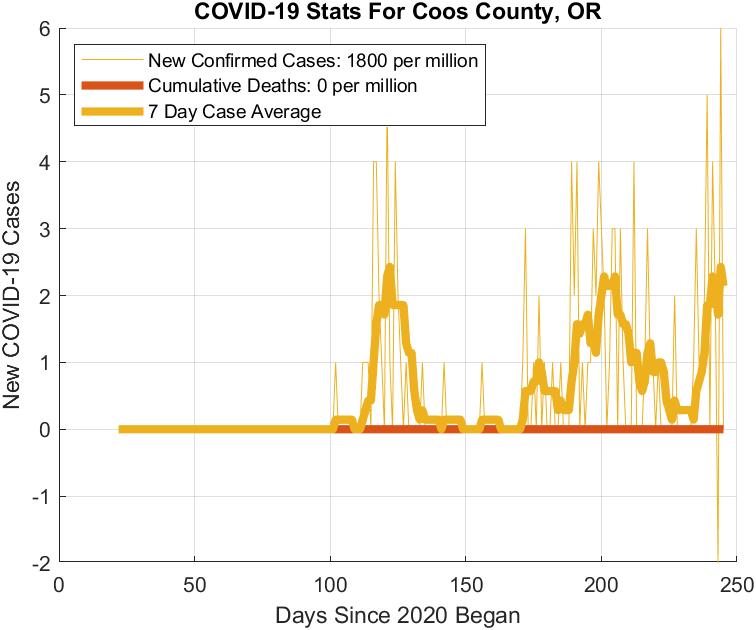 COVID-19 Stats For Coos County, OR
New Confirmed Cases: 1800 per million
Cumulative Deaths: 0 per million
7 Day Case Average
New COVID-19 Cases
6
5
4
3
2
1
0
-1
-2
0 50 100 150 200 250
Days Since 2020 Began